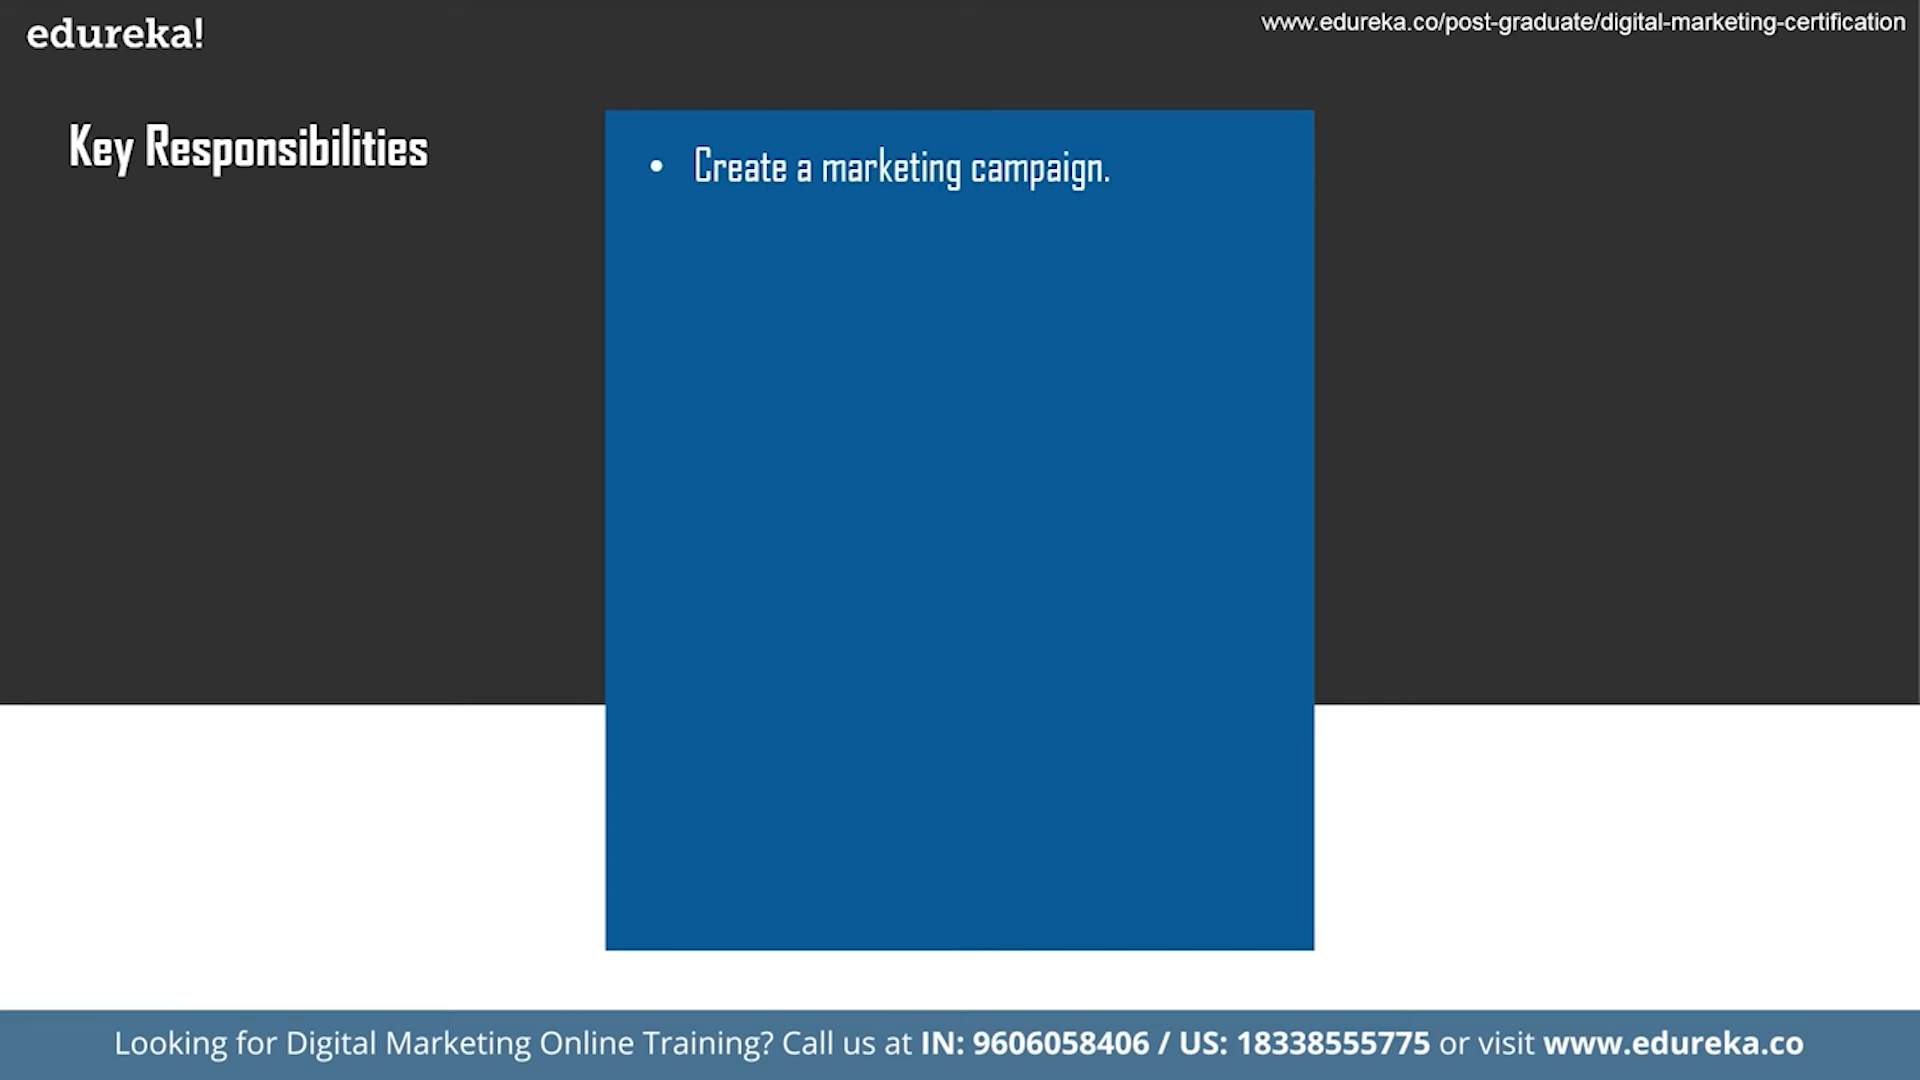 edureka!
www.edureka.co/post-graduate/digital-marketing-certification
Key Responsibilities
• Create a marketing campaign.
Looking for Digital Marketing Online Training? Call us at IN: 9606058406 / US: 18338555775 or visit www.edureka.co